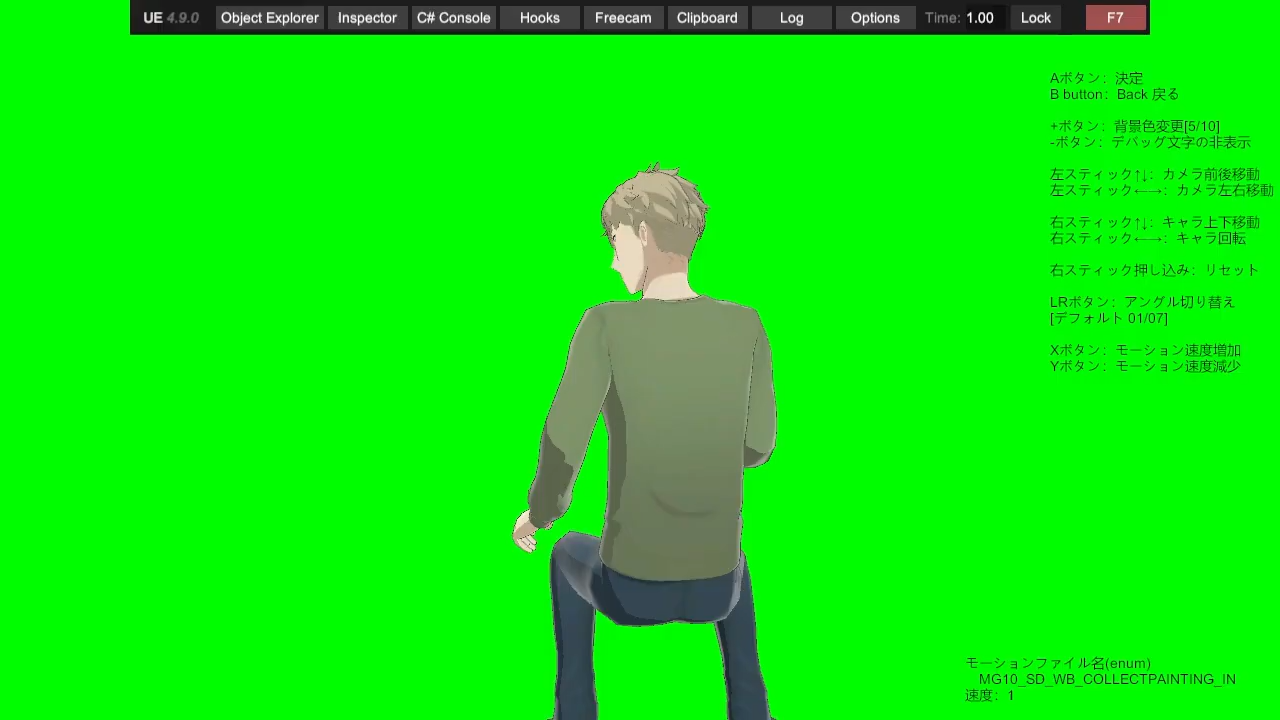 UE 4.9.0 Object Explorer Inspector C# Console Hooks Freecam Clipboard Log Options Time: 1.00 Lock F7
Aボタン：決定
B button：Back 戻る
+ボタン：背景色変更[5/10]
-ボタン：デバッグ文字の非表示
左スティック↑↓：カメラ前後移動
左スティック←→：カメラ左右移動
右スティック↑↓：キャラ上下移動
右スティック←→：キャラ回転
右スティック押し込み：リセット
LRボタン：アングル切り替え
[デフォルト 01/07]
Xボタン：モーション速度増加
Yボタン：モーション速度減少
モーションファイル名(enum)
MG10_SD_WB_COLLECTPAINTING_IN
速度：1